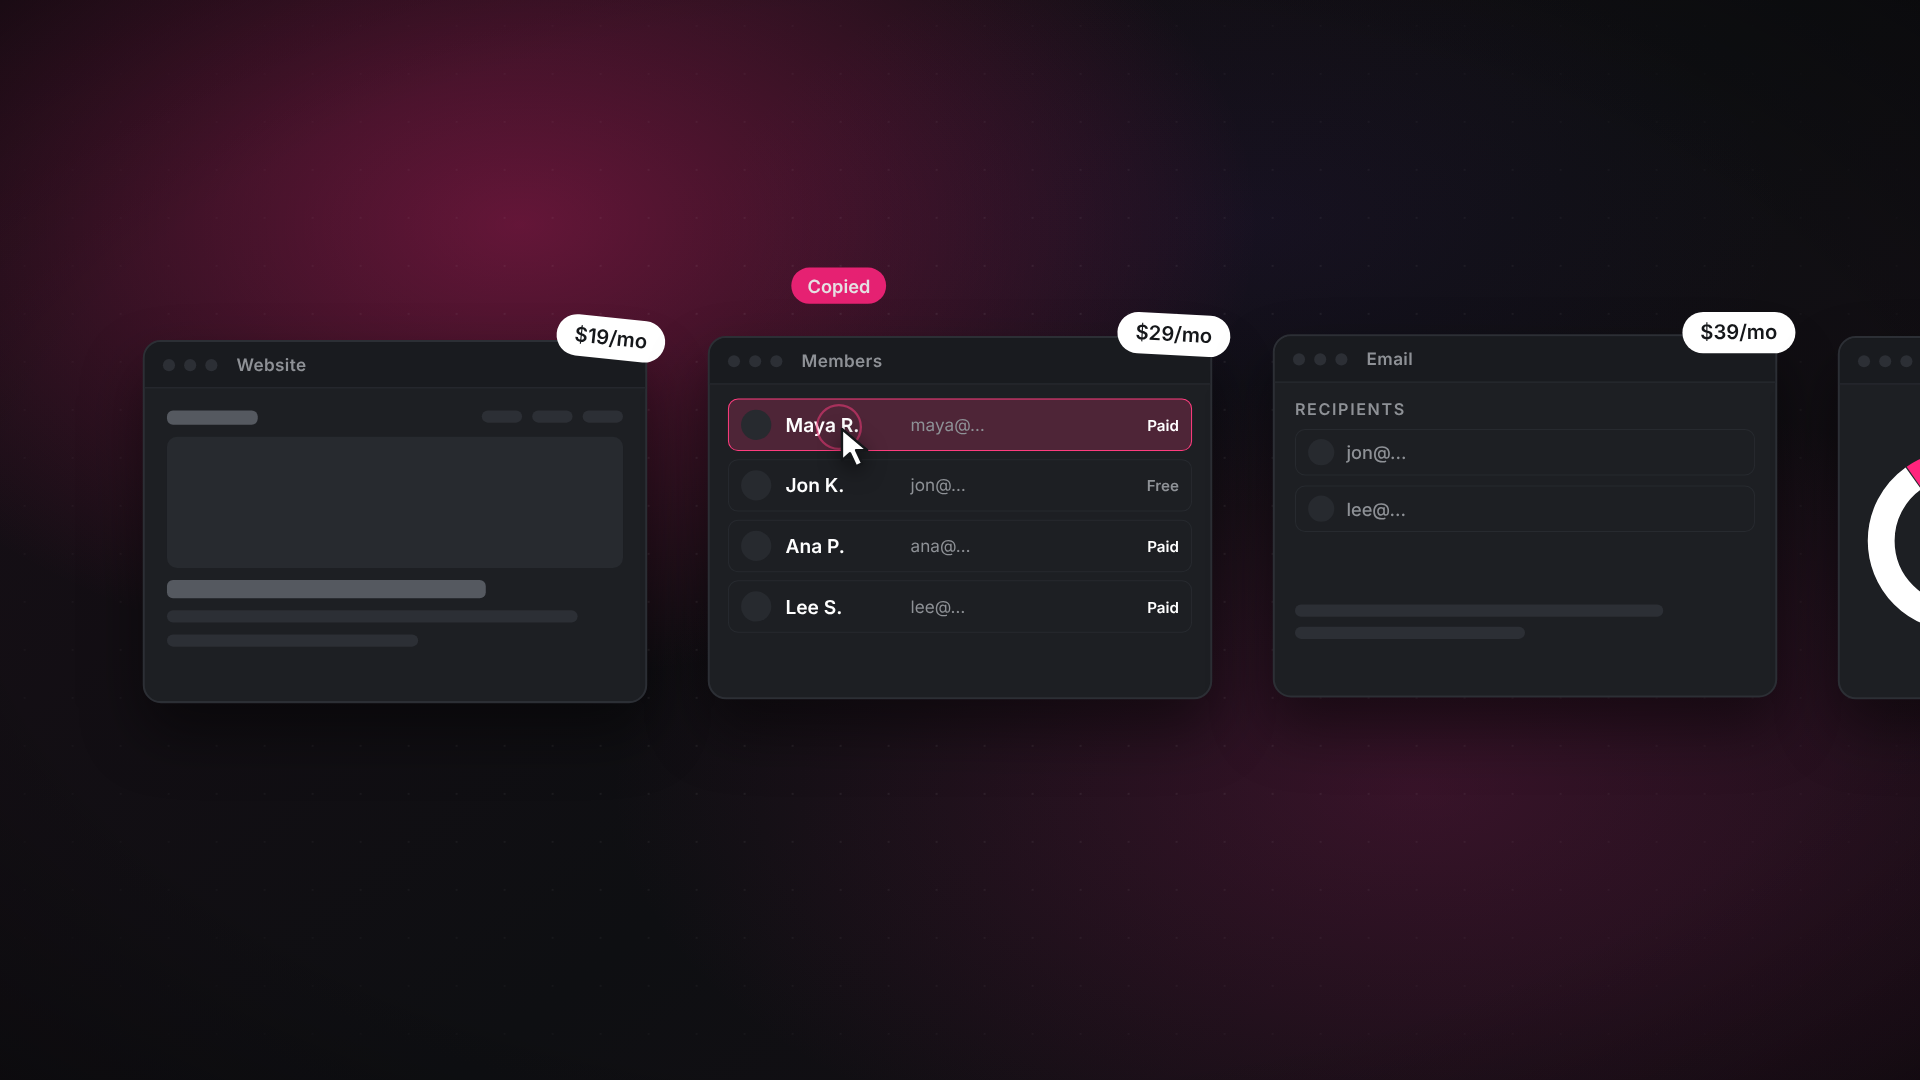 Copied
$19/mo
Website
$29/mo
Members
Maya R. maya@... Paid
Jon K. jon@... Free
Ana P. ana@... Paid
Lee S. lee@... Paid
$39/mo
Email
RECIPIENTS
jon@...
lee@...